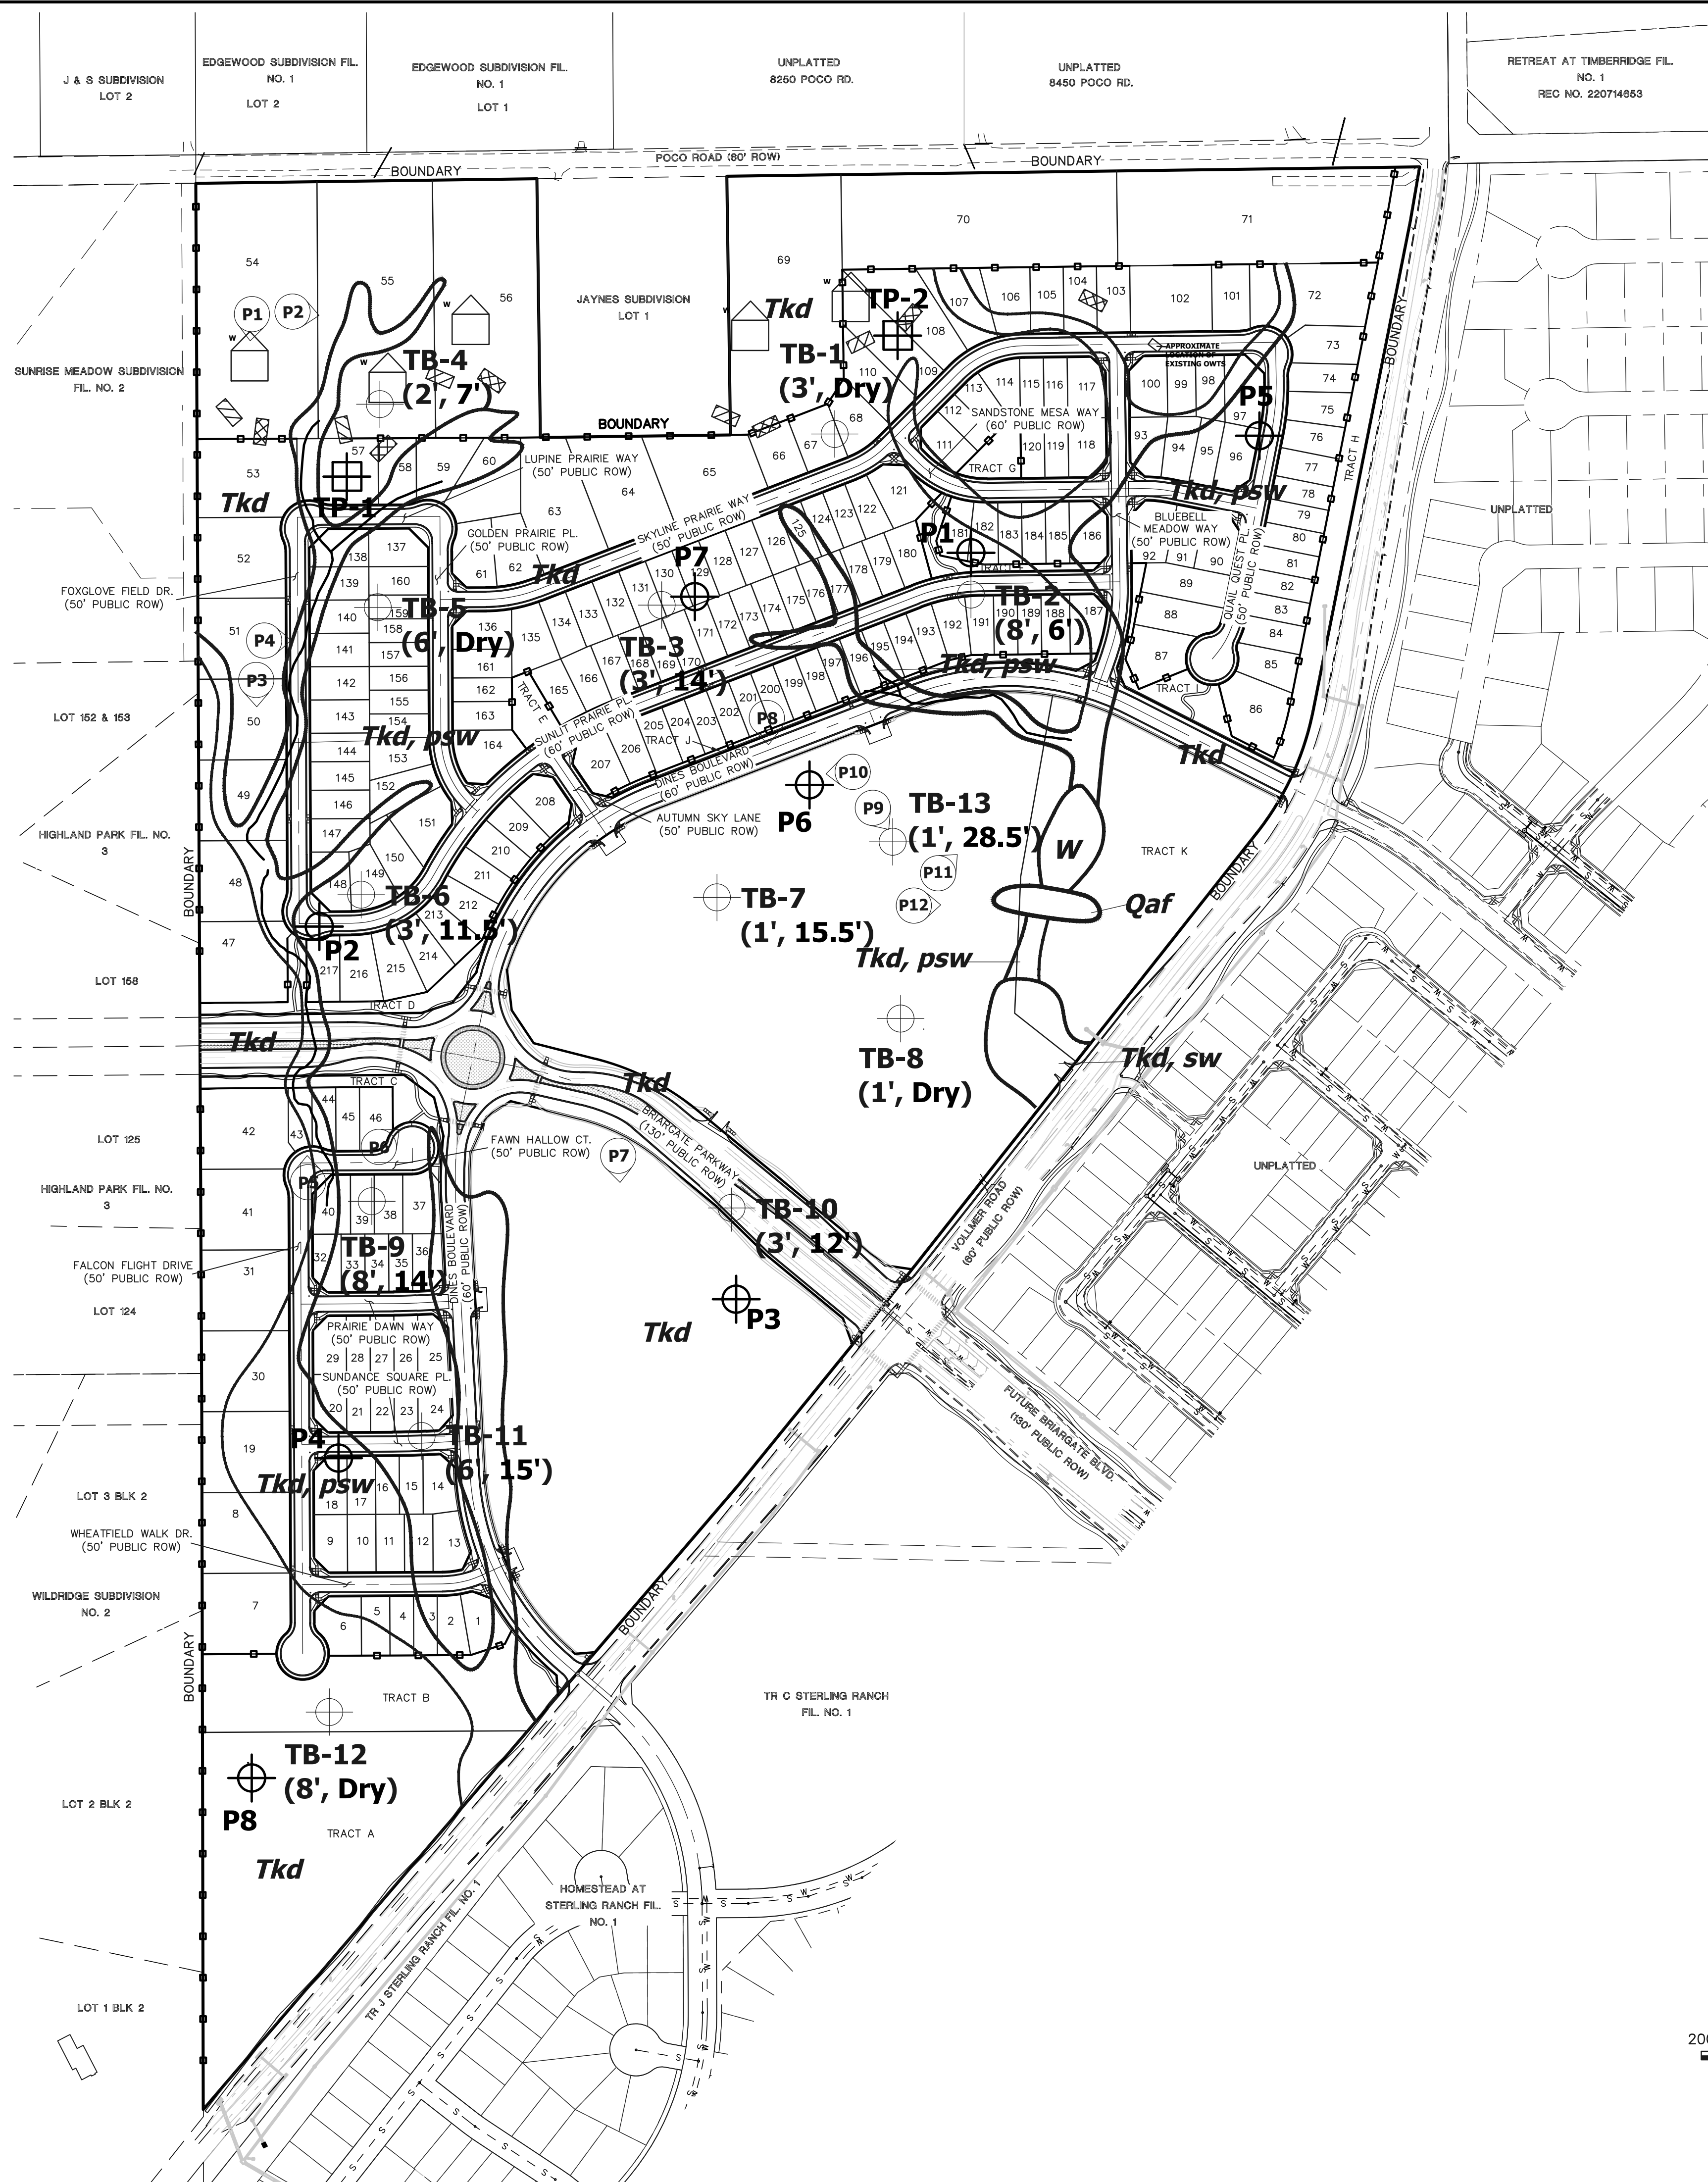 J & S SUBDIVISION
LOT 2
EDGEWOOD SUBDIVISION FIL.
NO. 1
LOT 2
EDGEWOOD SUBDIVISION FIL.
NO. 1
LOT 1
UNPLATTED
8250 POCO RD.
UNPLATTED
8450 POCO RD.
RETREAT AT TIMBERRIDGE FIL.
NO. 1
REC NO. 220714653
POCO ROAD (60' ROW)
BOUNDARY
BOUNDARY
54
55
56
JAYNES SUBDIVISION
LOT 1
69
70
71
P1
P2
W
W
W
W
W
Tkd
TP-2
107
106
105
104
103
102
101
72
108
SUNRISE MEADOW SUBDIVISION
FIL. NO. 2
TB-4
(2', 7')
TB-1
(3', Dry)
109
110
APPROXIMATE
LOCATION OF
EXISTING OWTS
BOUNDARY
73
74
75
76
77
78
79
80
81
82
83
84
85
86
113
114
115
116
117
100
99
98
P5
97
112
SANDSTONE MESA WAY
(60' PUBLIC ROW)
111
120
119
118
93
94
95
96
TRACT G
TRACT H
BOUNDARY
68
67
66
65
64
63
53
57
58
59
60
LUPINE PRAIRIE WAY
(50' PUBLIC ROW)
Tkd
TP-1
Tkd, psw
UNPLATTED
SKYLINE PRAIRIE WAY
(50' PUBLIC ROW)
GOLDEN PRAIRIE PL.
(50' PUBLIC ROW)
61
62
Tkd
52
137
138
139
160
FOXGLOVE FIELD DR.
(50' PUBLIC ROW)
P7
121
122
123
124
125
126
127
128
129
130
131
132
133
134
135
136
P1
181
182
183
184
185
186
TRACT I
BLUEBELL
MEADOW WAY
(50' PUBLIC ROW)
92
91
90
89
88
87
QUAIL QUEST PL.
(50' PUBLIC ROW)
TRACT I
180
179
178
177
176
175
174
173
172
171
170
169
168
167
166
165
TB-5
(6', Dry)
159
158
157
156
155
154
153
152
151
150
149
148
140
141
142
143
144
145
146
147
51
P4
P3
50
161
162
163
164
TRACT E
TB-3
(3', 14')
TB-2
(8', 6')
187
188
189
190
191
192
193
194
195
196
197
198
199
200
201
202
203
204
205
206
207
Tkd, psw
SUNLIT PRAIRIE PL.
(60' PUBLIC ROW)
TRACT J
P8
DINES BOULEVARD
(60' PUBLIC ROW)
LOT 152 & 153
Tkd, psw
Tkd
49
HIGHLAND PARK FIL. NO.
3
BOUNDARY
48
47
P10
P6
P9
TB-13
(1', 28.5')
W
TRACT K
BOUNDARY
AUTUMN SKY LANE
(50' PUBLIC ROW)
208
209
210
211
212
213
214
215
216
217
TB-6
(3', 11.5')
P2
TB-7
(1', 15.5')
P11
P12
Qaf
Tkd, psw
LOT 158
TRACT D
Tkd
TRACT C
TB-8
(1', Dry)
Tkd, sw
Tkd
BRIARGATE PARKWAY
(130' PUBLIC ROW)
LOT 125
42
43
44
45
46
P6
P5
FAWN HALLOW CT.
(50' PUBLIC ROW)
P7
UNPLATTED
HIGHLAND PARK FIL. NO.
3
41
40
39
38
37
TB-10
(3', 12')
VOLLMER ROAD
(60' PUBLIC ROW)
TB-9
(8', 14')
32
33
34
35
36
DINES BOULEVARD
(60' PUBLIC ROW)
FALCON FLIGHT DRIVE
(50' PUBLIC ROW)
31
LOT 124
P3
Tkd
PRAIRIE DAWN WAY
(50' PUBLIC ROW)
29
28
27
26
25
30
SUNDANCE SQUARE PL.
(50' PUBLIC ROW)
20
21
22
23
24
FUTURE BRIARGATE BLVD.
(130' PUBLIC ROW)
P4
19
TB-11
(6', 15')
Tkd, psw
18
17
16
15
14
LOT 3 BLK 2
8
WHEATFIELD WALK DR.
(50' PUBLIC ROW)
9
10
11
12
13
WILDRIDGE SUBDIVISION
NO. 2
7
6
5
4
3
2
1
BOUNDARY
BOUNDARY
TRACT B
TR C STERLING RANCH
FIL. NO. 1
TB-12
(8', Dry)
P8
LOT 2 BLK 2
TRACT A
Tkd
HOMESTEAD AT
STERLING RANCH FIL.
NO. 1
TR J STERLING RANCH FIL. NO. 1
LOT 1 BLK 2